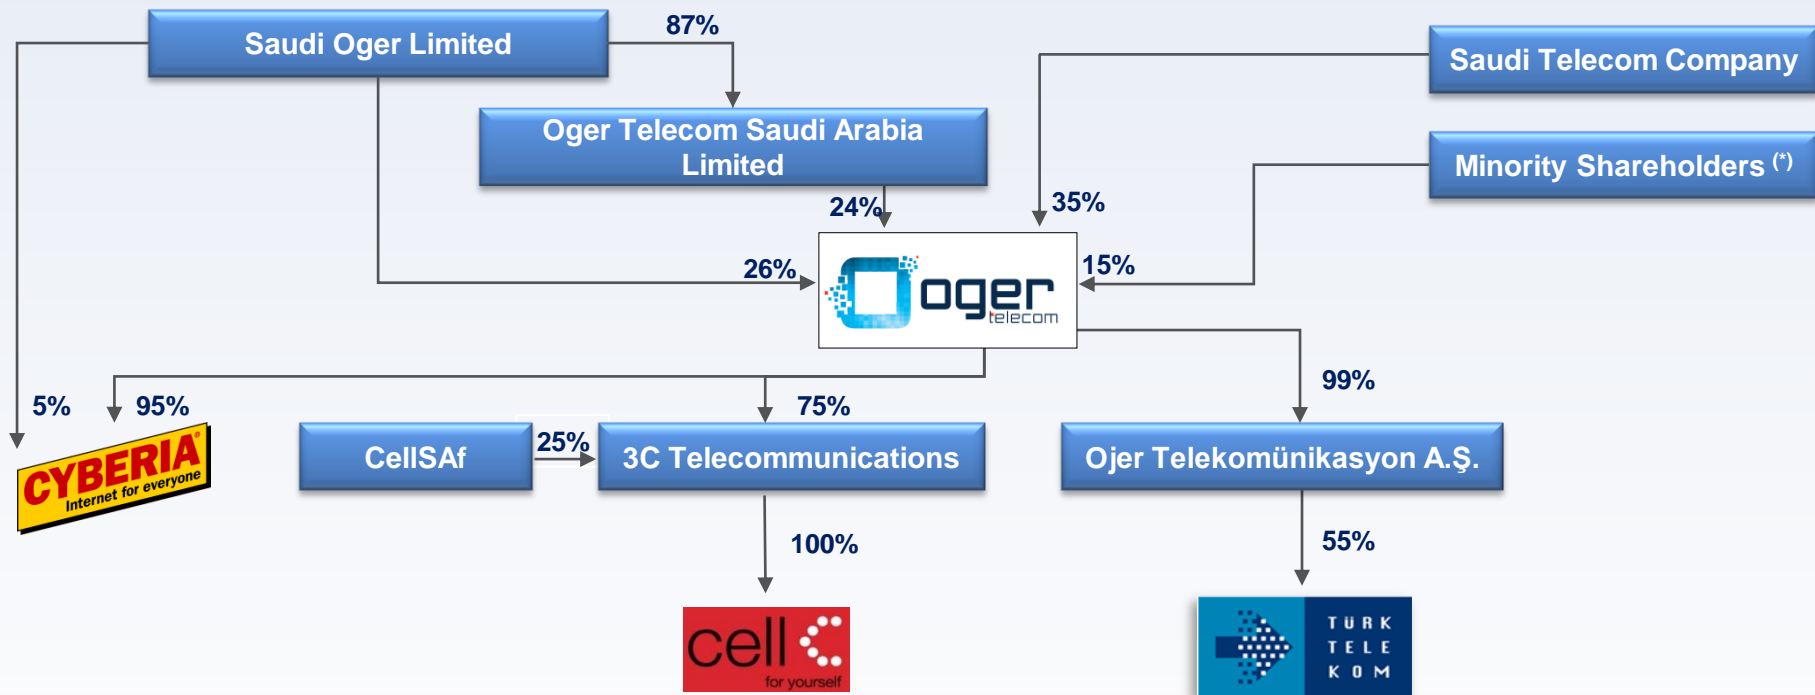 Saudi Oger Limited
87%
Saudi Telecom Company
Oger Telecom Saudi Arabia
Limited
Minority Shareholders (*)
24%
35%
26%
15%
oger
telecom
5%
95%
75%
99%
CYBERIA
Internet for everyone
CellSAf
25%
3C Telecommunications
Ojer Telekomünikasyon A.Ş.
100%
55%
cell C
for yourself
TÜRK
TELE
KOM